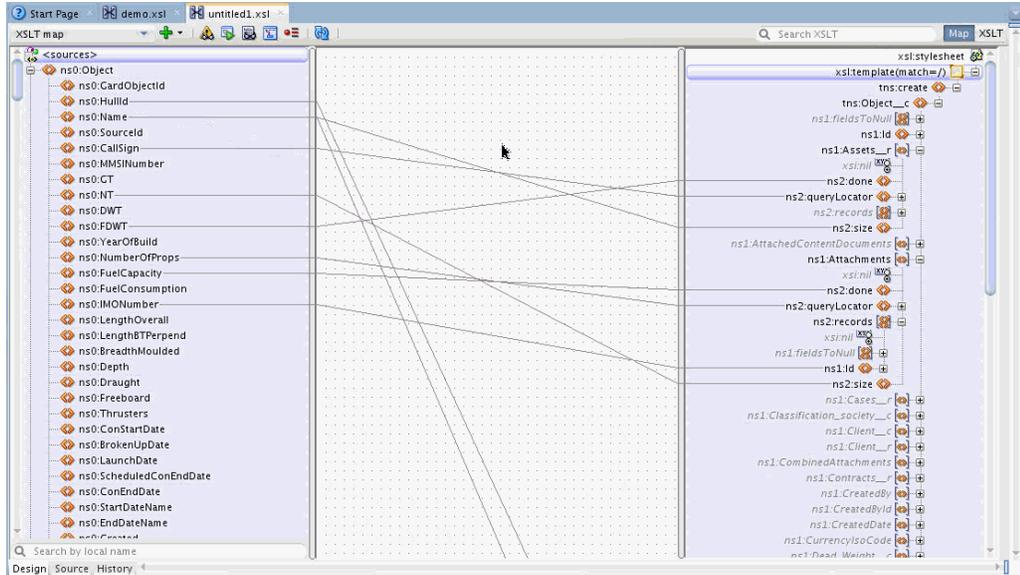 Start Page
demo.xsl
untitled1.xsl
XSLT map
Search XSLT
Map
XSLT
<sources>
ns0:Object
ns0:CardObjectId
ns0:HullId
ns0:Name
ns0:SourceId
ns0:CallSign
ns0:MMSINumber
ns0:GT
ns0:NT
ns0:DWT
ns0:FDWT
ns0:YearOfBuild
ns0:NumberOfProps
ns0:FuelCapacity
ns0:FuelConsumption
ns0:IMONumber
ns0:LengthOverall
ns0:LengthBTPerpend
ns0:BreadthMoulded
ns0:Depth
ns0:Draught
ns0:Freeboard
ns0:Thrusters
ns0:ConStartDate
ns0:BrokenUpDate
ns0:LaunchDate
ns0:ScheduledConEndDate
ns0:ConEndDate
ns0:StartDateName
ns0:EndDateName
ns0:Created
Search by local name
xsl:stylesheet
xsl:template(match=/)
tns:create
tns:Object__c
ns1:fieldsToNull
ns1:Id
ns1:Assets__r
xsi:nil
ns2:done
ns2:queryLocator
ns2:records
ns2:size
ns1:AttachedContentDocuments
ns1:Attachments
xsi:nil
ns2:done
ns2:queryLocator
ns2:records
xsi:nil
ns1:fieldsToNull
ns1:Id
ns2:size
ns1:Cases__r
ns1:Classification_society__c
ns1:Client__c
ns1:Client__r
ns1:CombinedAttachments
ns1:Contracts__r
ns1:CreatedBy
ns1:CreatedById
ns1:CreatedDate
ns1:CurrencyIsoCode
ns1:Dead_Weight__c
Design
Source
History